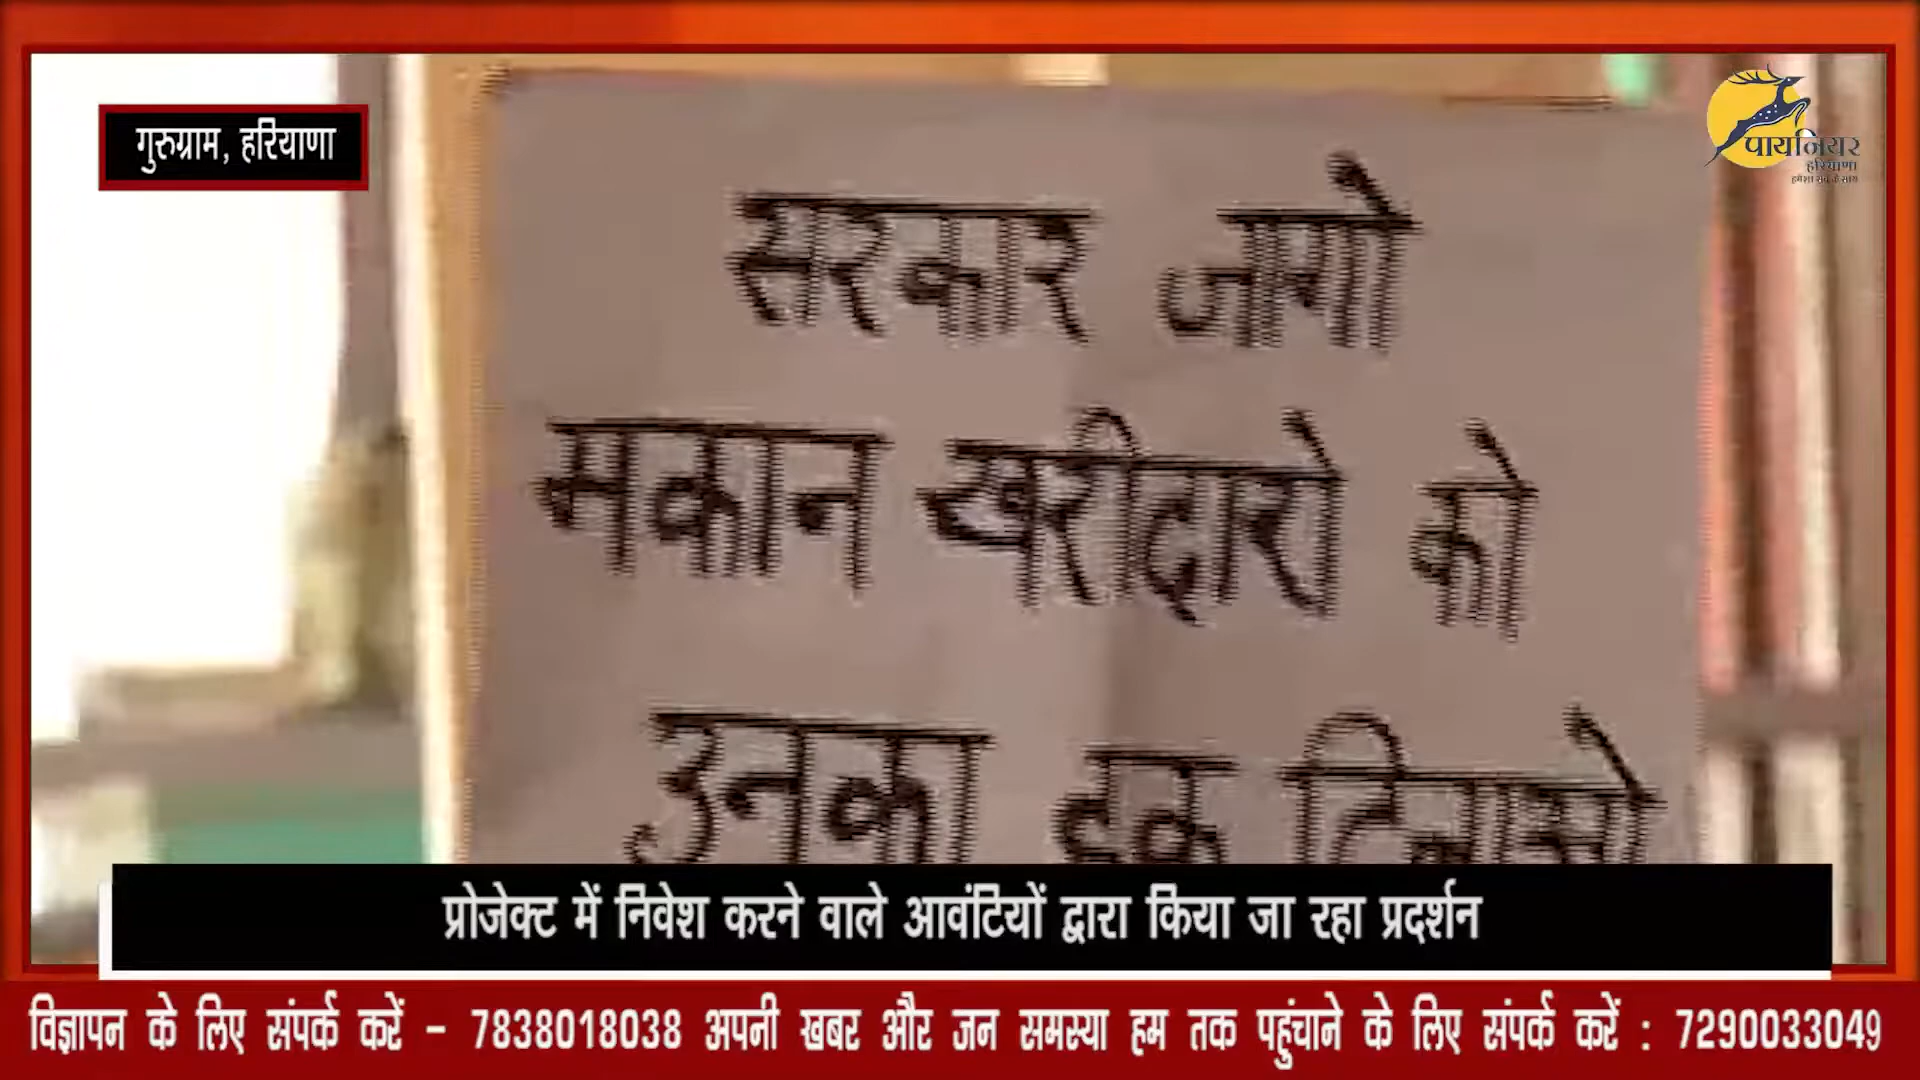 गुरुग्राम, हरियाणा
पायनियर
हरियाणा
सरकार जागो
मकान खरीदारो को
उनका हक दिलाओ
प्रोजेक्ट में निवेश करने वाले आवंटियों द्वारा किया जा रहा प्रदर्शन
विज्ञापन के लिए संपर्क करें - 7838018038 अपनी खबर और जन समस्या हम तक पहुंचाने के लिए संपर्क करें : 7290033049